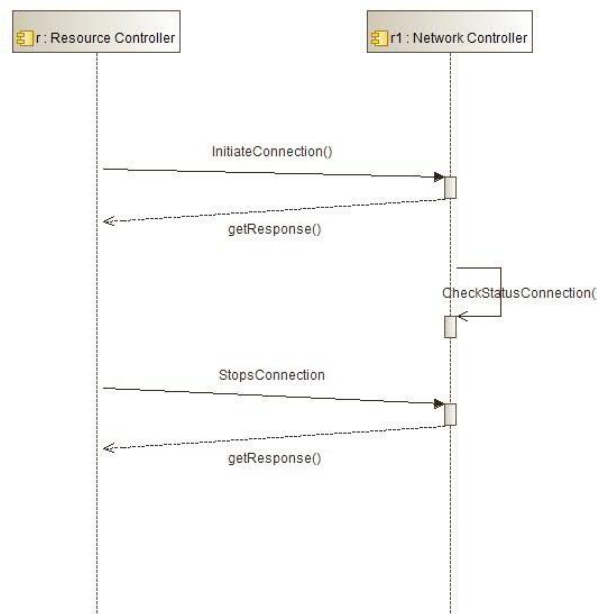 r : Resource Controller
r1 : Network Controller
InitiateConnection()
getResponse()
CheckStatusConnection()
StopsConnection
getResponse()